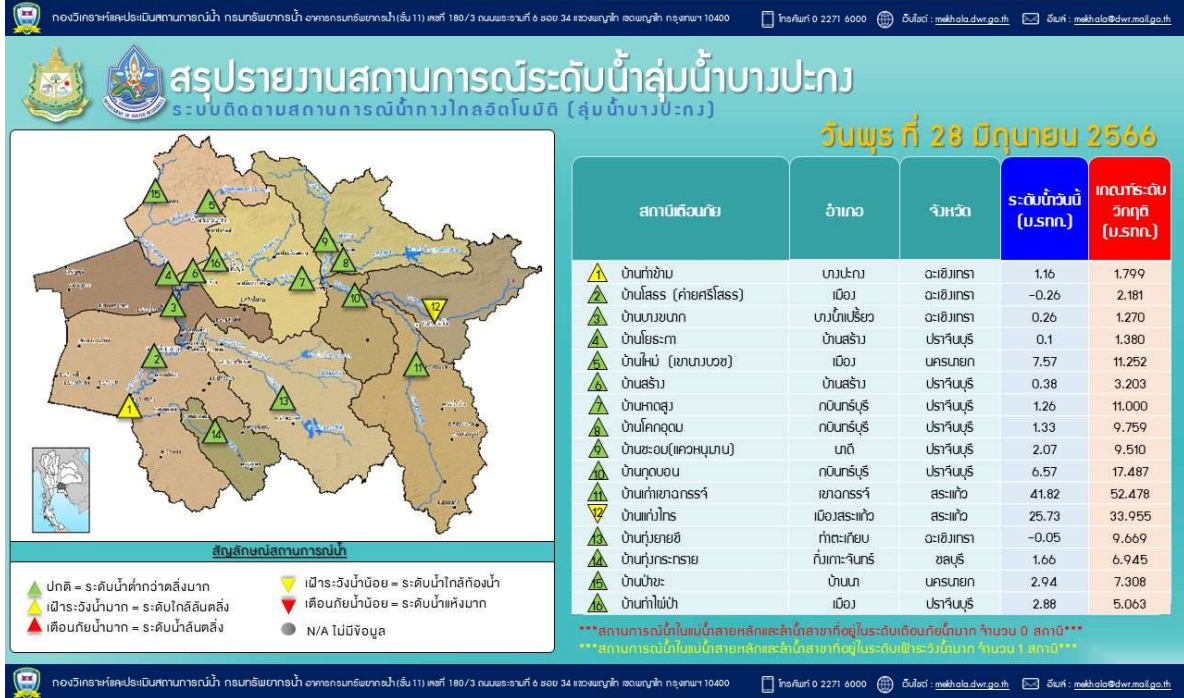 กองวิเคราะห์และประเมินสถานการณ์น้ำ กรมทรัพยากรน้ำ อาคารกรมทรัพยากรน้ำ (ชั้น 11) เลขที่ 180/3 ถนนพระรามที่ 6 ซอย 34 แขวงพญาไท เขตพญาไท กรุงเทพฯ 10400 โทรศัพท์ 0 2271 6000 เว็บไซต์ : mekhala.dwr.go.th อีเมล์ : mekhala@dwr.mail.go.th
สรุปรายงานสถานการณ์ระดับน้ำลุ่มน้ำบางปะกง
ระบบติดตามสถานการณ์น้ำทางไกลอัตโนมัติ (ลุ่มน้ำบางปะกง)
วันพุธ ที่ 28 มิถุนายน 2566
สถานีเตือนภัย อำเภอ จังหวัด ระดับน้ำวันนี้ (ม.รทก.) เกณฑ์ระดับวิกฤติ (ม.รทก.)
1 บ้านท่าข้าม บางปะกง ฉะเชิงเทรา 1.16 1.799
2 บ้านโสธร (ค่ายศรีโสธร) เมือง ฉะเชิงเทรา -0.26 2.181
3 บ้านบางขนาก บางน้ำเปรี้ยว ฉะเชิงเทรา 0.26 1.270
4 บ้านโยธะกา บ้านสร้าง ปราจีนบุรี 0.1 1.380
5 บ้านใหม่ (เขานางบวช) เมือง นครนายก 7.57 11.252
6 บ้านสร้าง บ้านสร้าง ปราจีนบุรี 0.38 3.203
7 บ้านหาดสูง กบินทร์บุรี ปราจีนบุรี 1.26 11.000
8 บ้านโคกอุดม กบินทร์บุรี ปราจีนบุรี 1.33 9.759
9 บ้านชะอม(แควหนุมาน) นาดี ปราจีนบุรี 2.07 9.510
10 บ้านกุดบอน กบินทร์บุรี ปราจีนบุรี 6.57 17.487
11 บ้านเก่าเขาฉกรรจ์ เขาฉกรรจ์ สระแก้ว 41.82 52.478
12 บ้านแก่งไทร เมืองสระแก้ว สระแก้ว 25.73 33.955
13 บ้านทุ่งยายชี ท่าตะเกียบ ฉะเชิงเทรา -0.05 9.669
14 บ้านทุ่งกระทราย กิ่งเกาะจันทร์ ชลบุรี 1.66 6.945
15 บ้านป่าขะ บ้านนา นครนายก 2.94 7.308
16 บ้านท่าไผ่ป่า เมือง ปราจีนบุรี 2.88 5.063
***สถานการณ์น้ำในแม่น้ำสายหลักและลำน้ำสาขาที่อยู่ในระดับเตือนภัยน้ำมาก จำนวน 0 สถานี***
***สถานการณ์น้ำในแม่น้ำสายหลักและลำน้ำสาขาที่อยู่ในระดับเฝ้าระวังน้ำมาก จำนวน 1 สถานี***
15
5
9
8
16
4
6
7
10
3
12
2
11
1
13
14
สัญลักษณ์สถานการณ์น้ำ
ปกติ = ระดับน้ำต่ำกว่าตลิ่งมาก
เฝ้าระวังน้ำมาก = ระดับใกล้ล้นตลิ่ง
เตือนภัยน้ำมาก = ระดับน้ำล้นตลิ่ง
เฝ้าระวังน้ำน้อย = ระดับน้ำใกล้ท้องน้ำ
เตือนภัยน้ำน้อย = ระดับน้ำแห้งมาก
N/A ไม่มีข้อมูล
กองวิเคราะห์และประเมินสถานการณ์น้ำ กรมทรัพยากรน้ำ อาคารกรมทรัพยากรน้ำ (ชั้น 11) เลขที่ 180/3 ถนนพระรามที่ 6 ซอย 34 แขวงพญาไท เขตพญาไท กรุงเทพฯ 10400 โทรศัพท์ 0 2271 6000 เว็บไซต์ : mekhala.dwr.go.th อีเมล์ : mekhala@dwr.mail.go.th